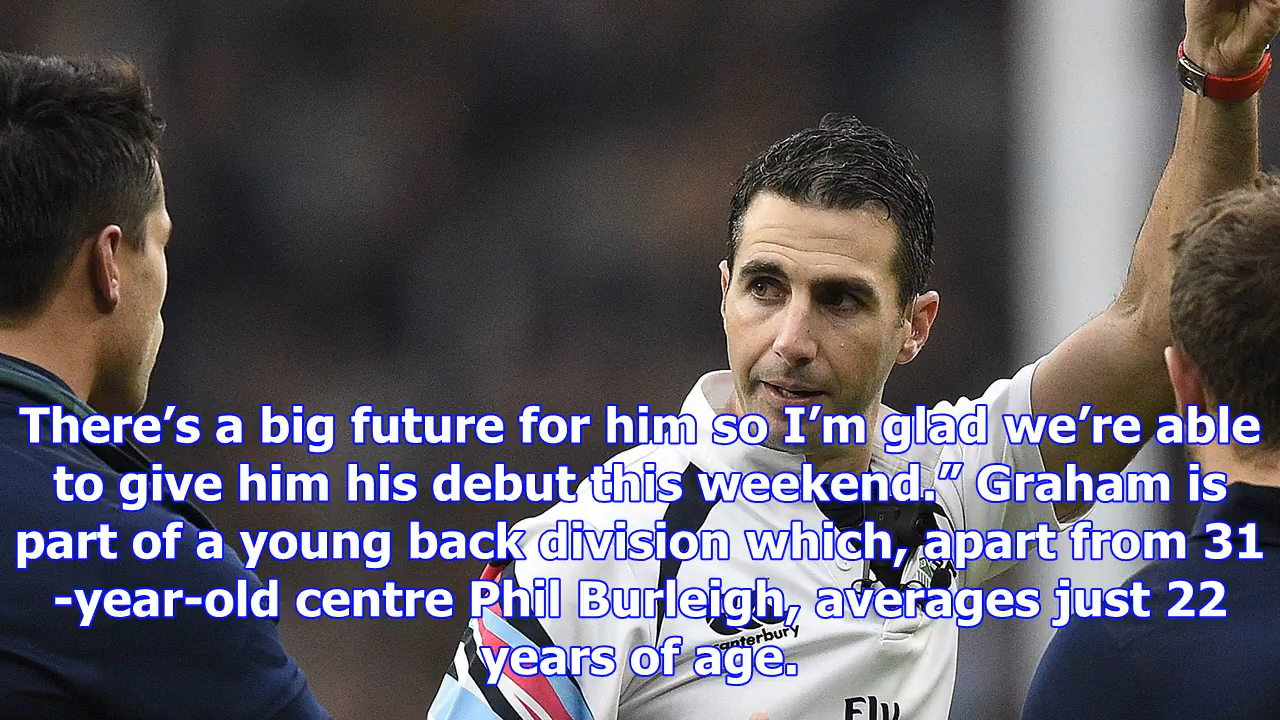 There’s a big future for him so I’m glad we’re able
to give him his debut this weekend.” Graham is
part of a young back division which, apart from 31
-year-old centre Phil Burleigh, averages just 22
years of age.
canterbury
Fly